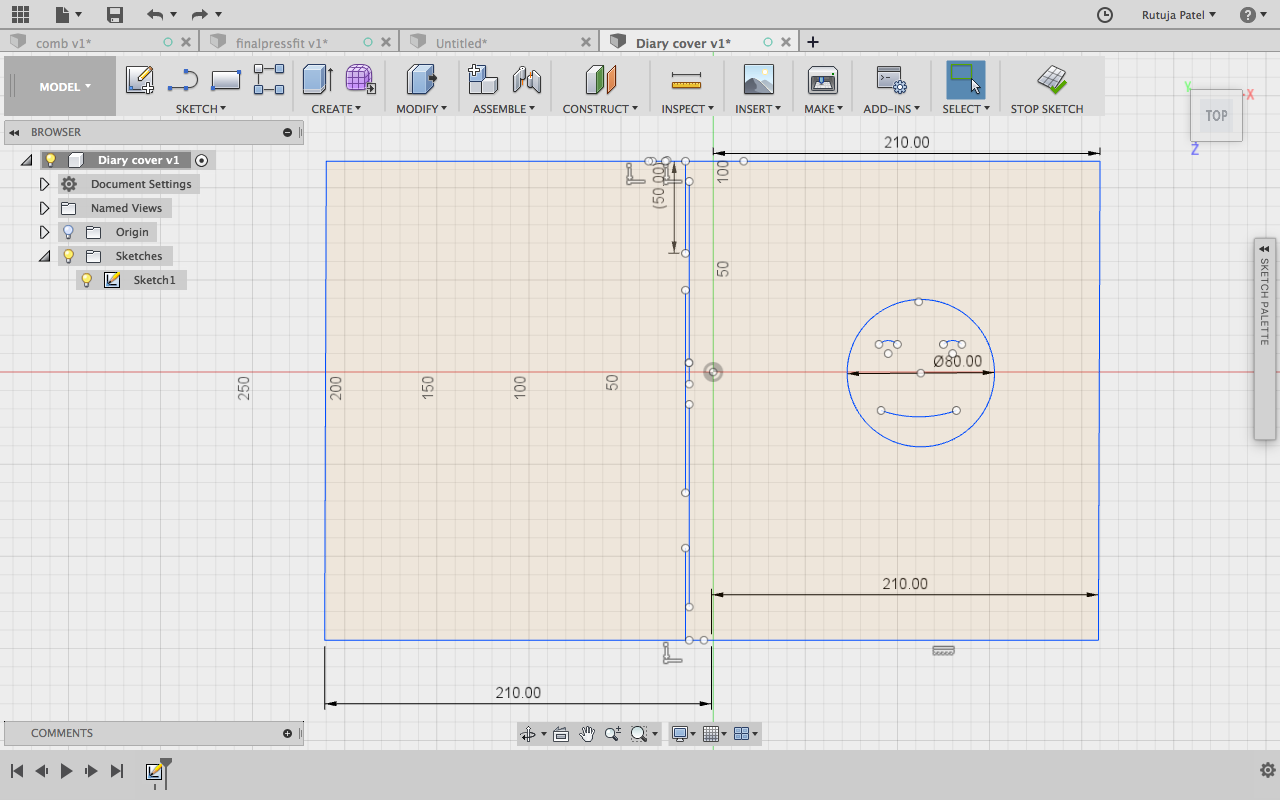 Rutuja Patel
comb v1*
finalpressfit v1*
Untitled*
Diary cover v1*
MODEL
SKETCH
CREATE
MODIFY
ASSEMBLE
CONSTRUCT
INSPECT
INSERT
MAKE
ADD-INS
SELECT
STOP SKETCH
BROWSER
Diary cover v1
Document Settings
Named Views
Origin
Sketches
Sketch1
Y
X
TOP
Z
SKETCH PALETTE
210.00
(50.00)
100
50
Ø80.00
250
200
150
100
50
210.00
210.00
COMMENTS